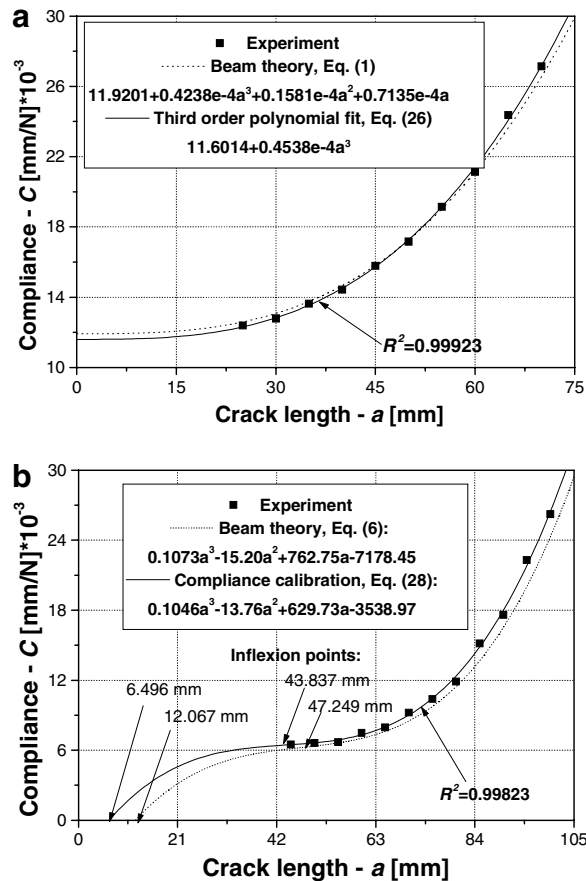 a
30
26
22
18
14
10
Compliance - C [mm/N]*10⁻³
Experiment
Beam theory, Eq. (1)
11.9201+0.4238e-4a³+0.1581e-4a²+0.7135e-4a
Third order polynomial fit, Eq. (26)
11.6014+0.4538e-4a³
R²=0.99923
0 15 30 45 60 75
Crack length - a [mm]
b
30
24
18
12
6
0
Compliance - C [mm/N]*10⁻³
Experiment
Beam theory, Eq. (6):
0.1073a³-15.20a²+762.75a-7178.45
Compliance calibration, Eq. (28):
0.1046a³-13.76a²+629.73a-3538.97
Inflexion points:
6.496 mm
43.837 mm
12.067 mm
47.249 mm
R²=0.99823
0 21 42 63 84 105
Crack length - a [mm]